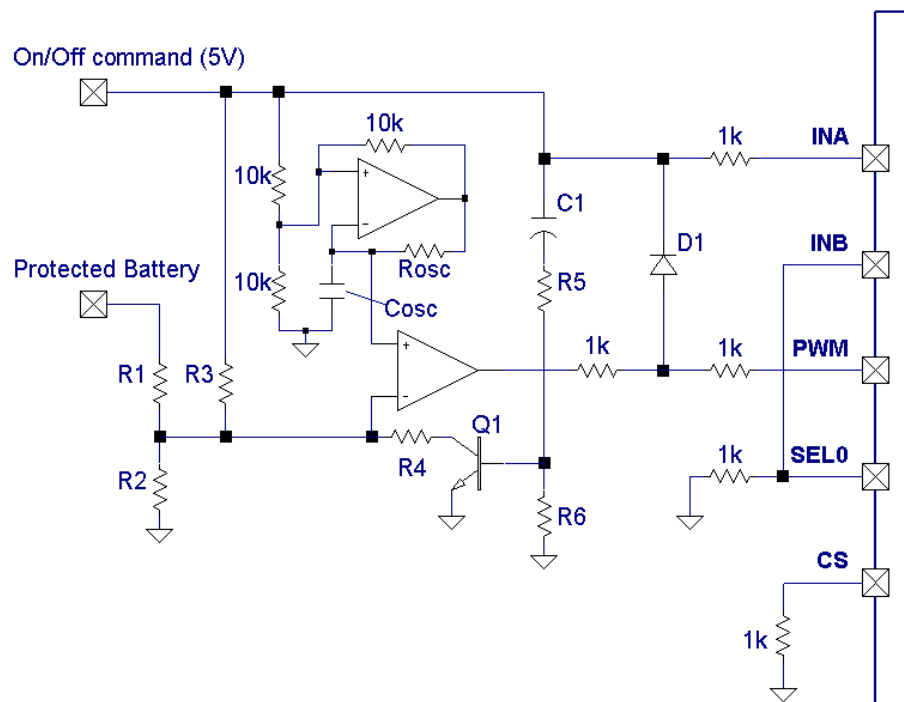 On/Off command (5V)
10k
1k
INA
10k
C1
D1
INB
Protected Battery
10k
Rosc
Cosc
R5
1k
1k
PWM
R1
R3
Q1
R4
1k
SEL0
R2
R6
CS
1k